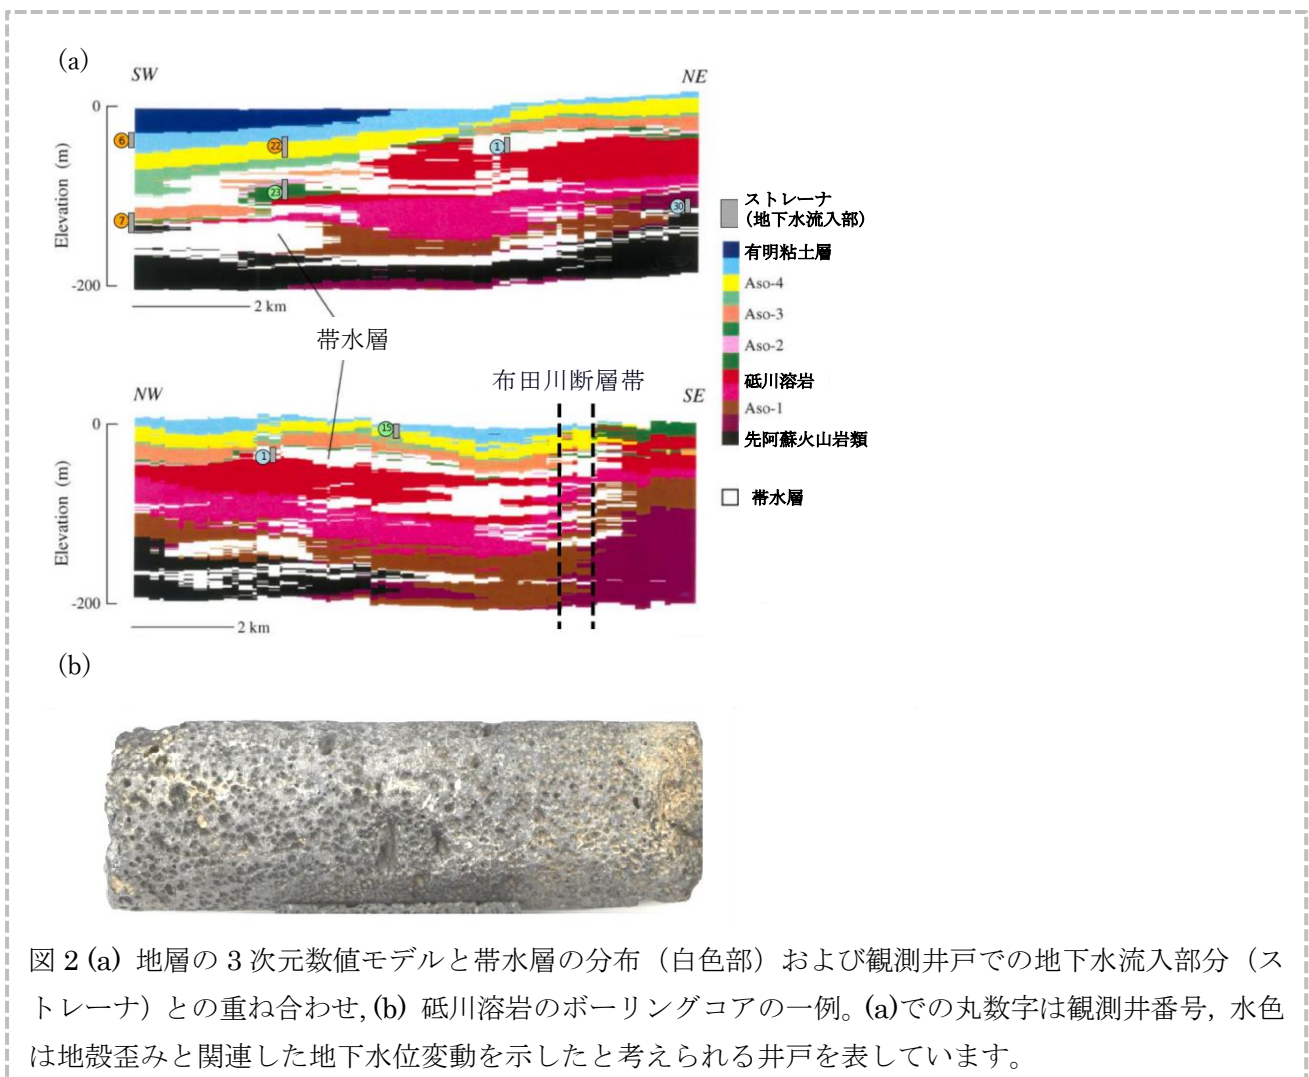 (a)
SW
NE
0
Elevation (m)
-200
6
22
1
23
7
30
2 km
帯水層
ストレーナ
(地下水流入部)
有明粘土層
Aso-4
Aso-3
Aso-2
砥川溶岩
Aso-1
先阿蘇火山岩類
帯水層
布田川断層帯
NW
SE
0
Elevation (m)
-200
15
1
2 km
(b)
図 2 (a) 地層の 3 次元数値モデルと帯水層の分布（白色部）および観測井戸での地下水流入部分（ス
トレーナ）との重ね合わせ, (b) 砥川溶岩のボーリングコアの一例。(a)での丸数字は観測井番号, 水色
は地殻歪みと関連した地下水位変動を示したと考えられる井戸を表しています。